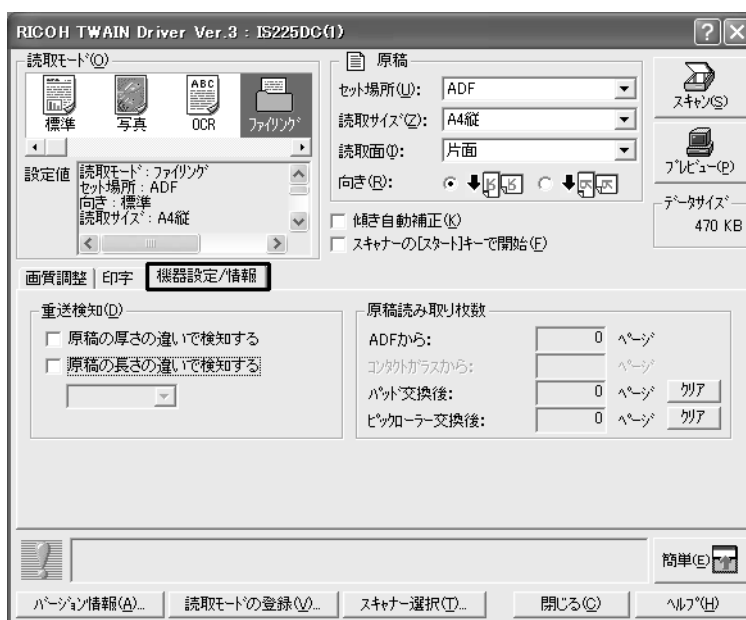 RICOH TWAIN Driver Ver.3 : IS225DC(1)
読取モード(O)
標準
写真
ABC
OCR
ファイリング
設定値
読取モード : ファイリング
セット場所 : ADF
向き : 標準
読取サイズ : A4縦
原稿
セット場所(U): ADF
読取サイズ(Z): A4縦
読取面(I): 片面
向き(R):
傾き自動補正(K)
スキャナーの[スタート]キーで開始(F)
スキャン(S)
プレビュー(P)
データサイズ
470 KB
画質調整 印字 機器設定/情報
重送検知(D)
原稿の厚さの違いで検知する
原稿の長さの違いで検知する
原稿読み取り枚数
ADFから: 0 ページ
コンタクトガラスから: ページ
パッド交換後: 0 ページ クリア
ピックローラー交換後: 0 ページ クリア
簡単(E)
バージョン情報(A)... 読取モードの登録(V)... スキャナー選択(T)... 閉じる(C) ヘルプ(H)